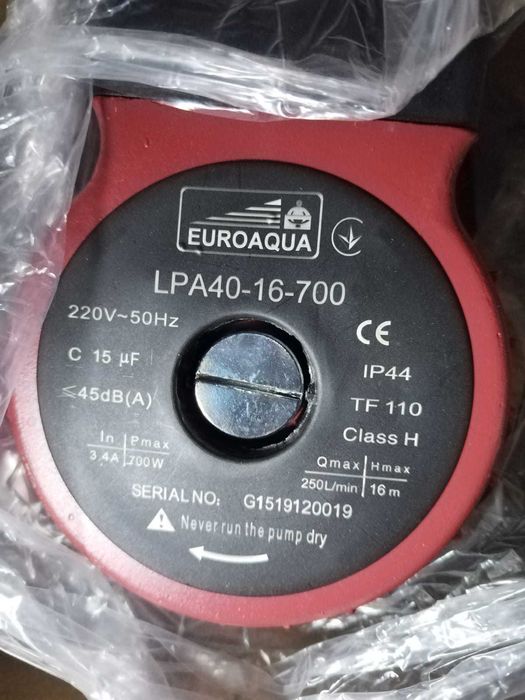 EUROAQUA
LPA40-16-700
220V~50Hz
CE
C 15 µF
IP44
≤45dB(A)
TF 110
Class H
In Pmax
3.4A 700W
Qmax Hmax
250L/min 16 m
SERIAL NO: G1519120019
Never run the pump dry